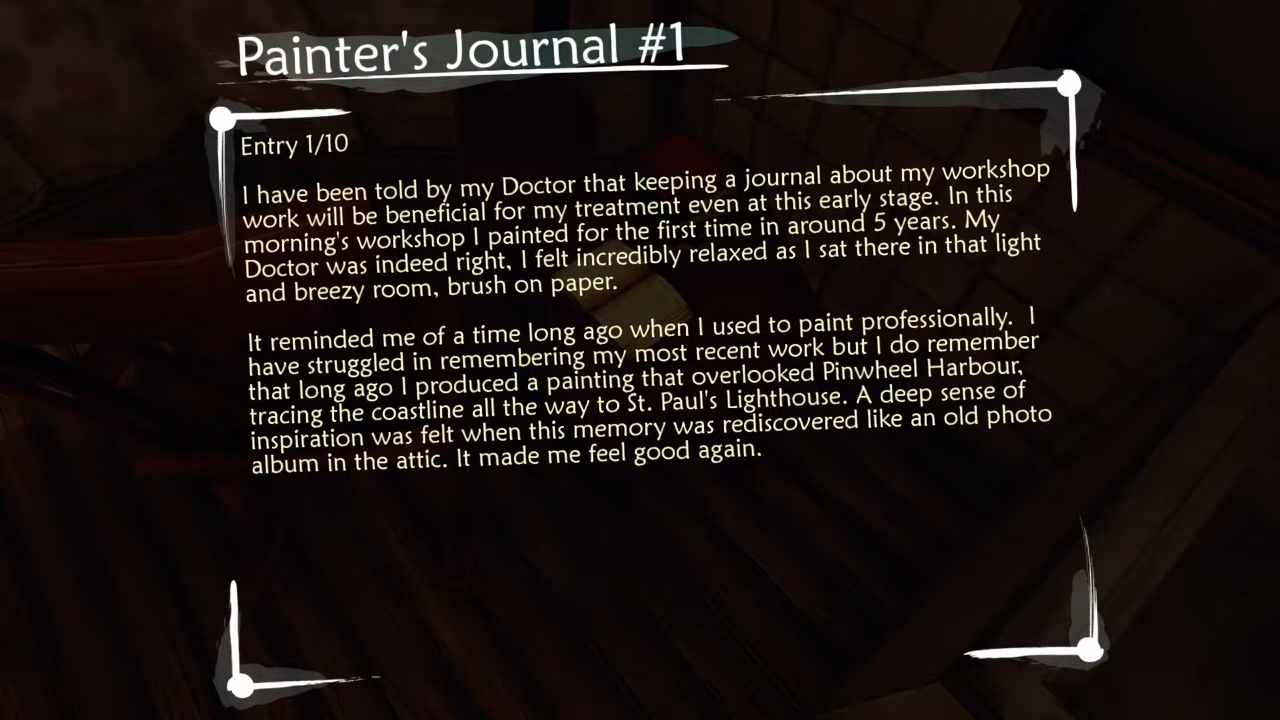 Painter's Journal #1
Entry 1/10
I have been told by my Doctor that keeping a journal about my workshop
work will be beneficial for my treatment even at this early stage. In this
morning's workshop I painted for the first time in around 5 years. My
Doctor was indeed right, I felt incredibly relaxed as I sat there in that light
and breezy room, brush on paper.
It reminded me of a time long ago when I used to paint professionally.  I
have struggled in remembering my most recent work but I do remember
that long ago I produced a painting that overlooked Pinwheel Harbour,
tracing the coastline all the way to St. Paul's Lighthouse. A deep sense of
inspiration was felt when this memory was rediscovered like an old photo
album in the attic. It made me feel good again.